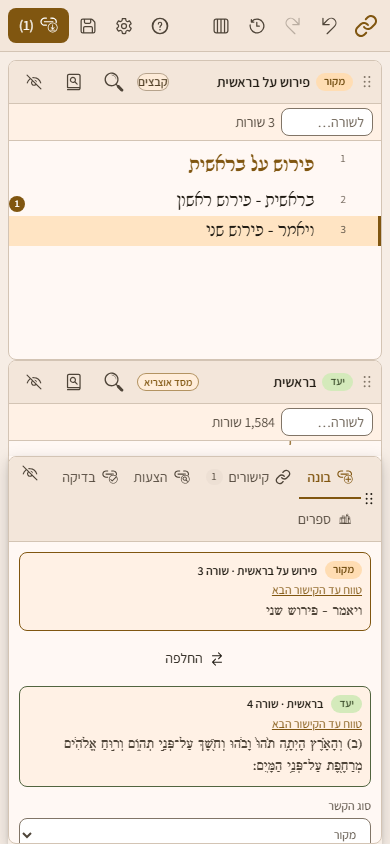 (1)
מקור
פירוש על בראשית
קבצים
לשורה...
3 שורות
1
פירוש על בראשית
2
בראשית - פירוש ראשון
1
3
ויאמר - פירוש שני
יעד
בראשית
מסד אוצריא
לשורה...
1,584 שורות
בונה
קישורים
1
הצעות
בדיקה
ספרים
מקור
פירוש על בראשית · שורה 3
טווח עד הקישור הבא
ויאמר - פירוש שני
החלפה
יעד
בראשית · שורה 4
טווח עד הקישור הבא
(ב) וְהָאָ֗רֶץ הָיְתָ֥ה תֹ֙הוּ֙ וָבֹ֔הוּ וְחֹ֖שֶׁךְ עַל־פְּנֵ֣י תְה֑וֹם וְר֣וּחַ אֱלֹהִ֔ים
מְרַחֶ֖פֶת עַל־פְּנֵ֥י הַמָּֽיִם:
סוג הקשר
מקור